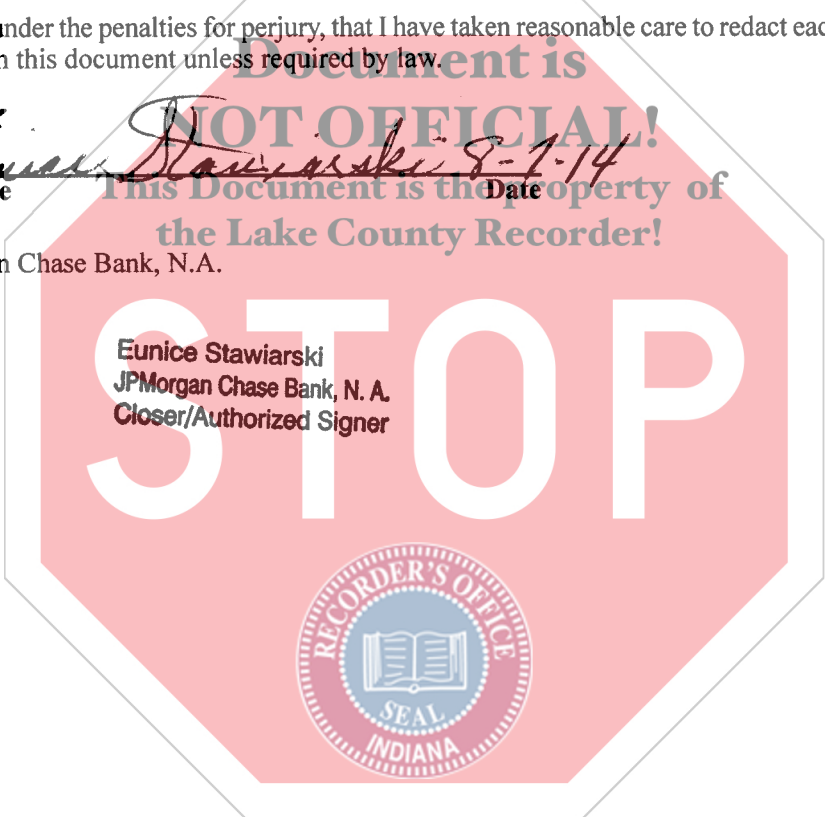 under the penalties for perjury, that I have taken reasonable care to redact eac
n this document unless required by law.
Document is
NOT OFFICIAL!
Stawiarski 8-7-14
e Date
This Document is the property of
the Lake County Recorder!
n Chase Bank, N.A.
STOP
Eunice Stawiarski
JPMorgan Chase Bank, N. A.
Closer/Authorized Signer
RECORDER'S OFFICE
SEAL
INDIANA